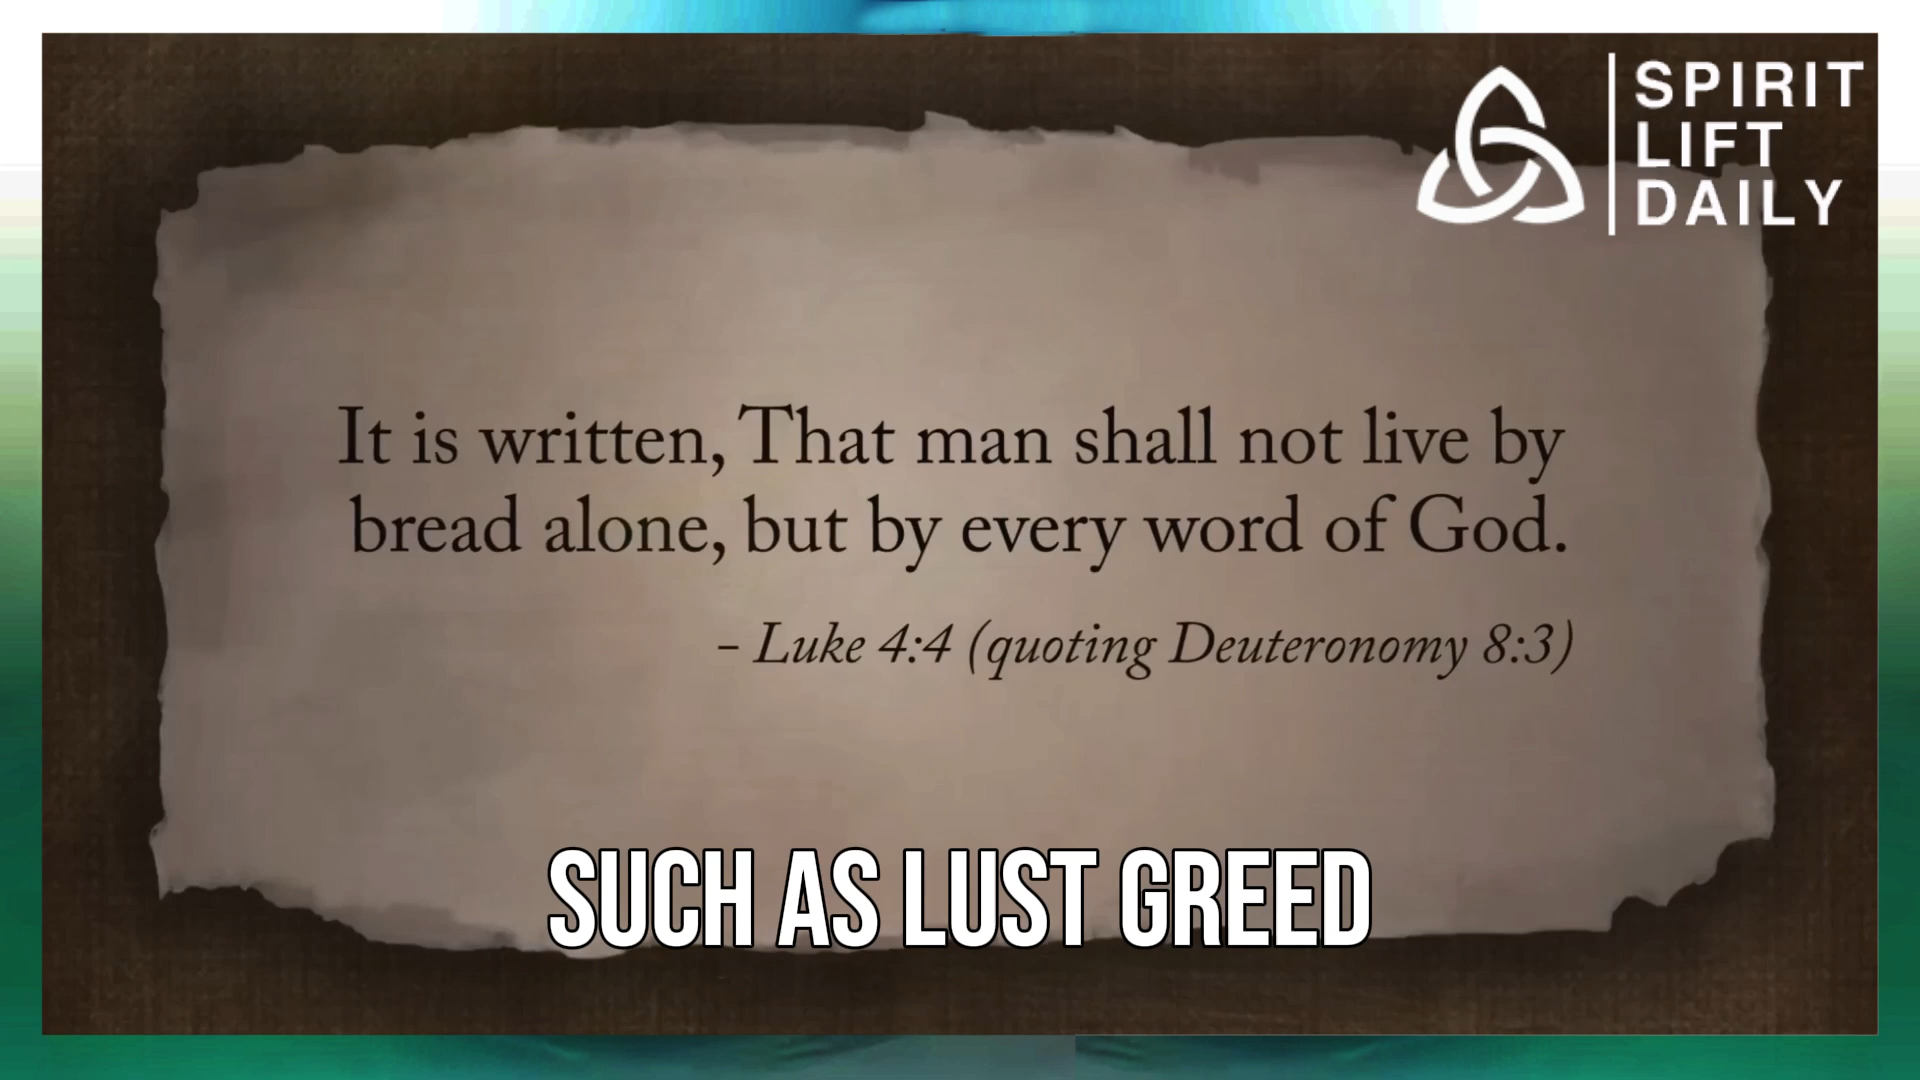 SPIRIT
LIFT
DAILY
It is written, That man shall not live by
bread alone, but by every word of God.
– Luke 4:4 (quoting Deuteronomy 8:3)
SUCH AS LUST GREED